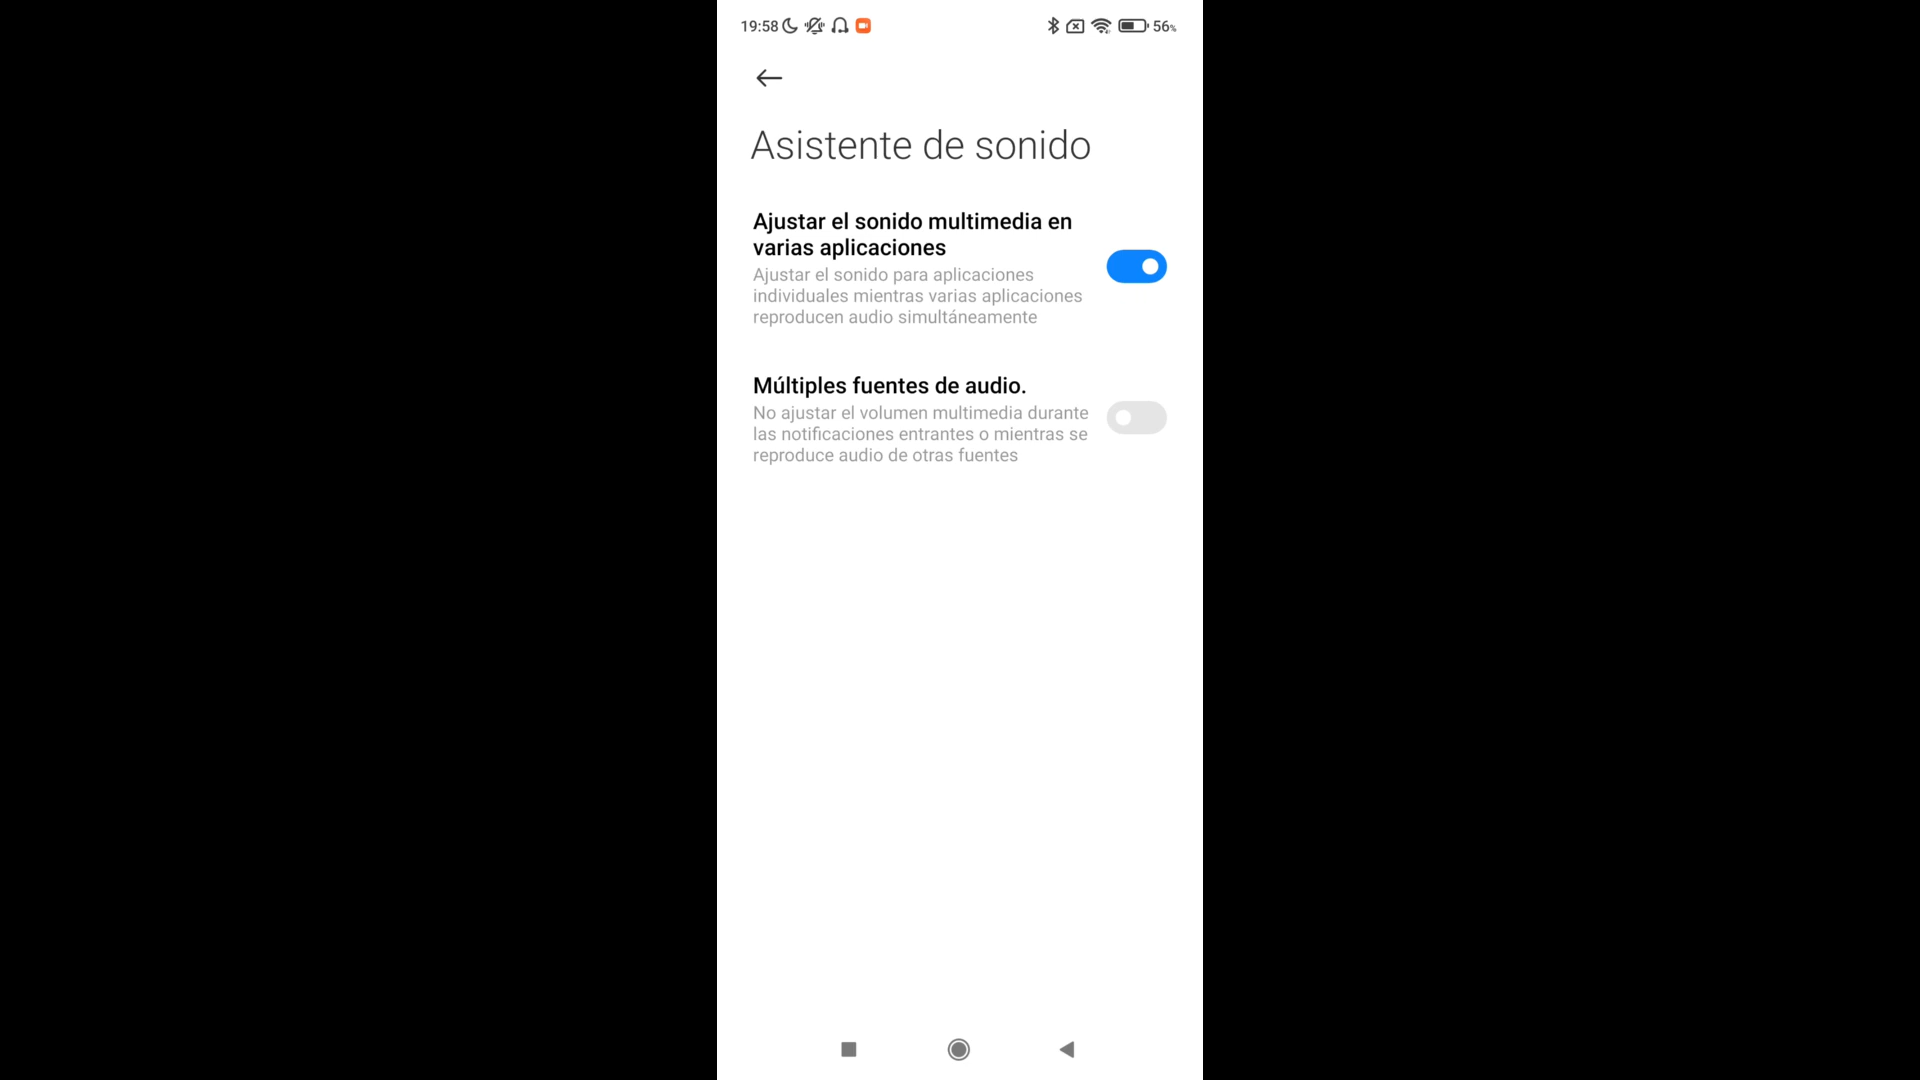 19:58
56%
Asistente de sonido
Ajustar el sonido multimedia en
varias aplicaciones
Ajustar el sonido para aplicaciones
individuales mientras varias aplicaciones
reproducen audio simultáneamente
Múltiples fuentes de audio.
No ajustar el volumen multimedia durante
las notificaciones entrantes o mientras se
reproduce audio de otras fuentes